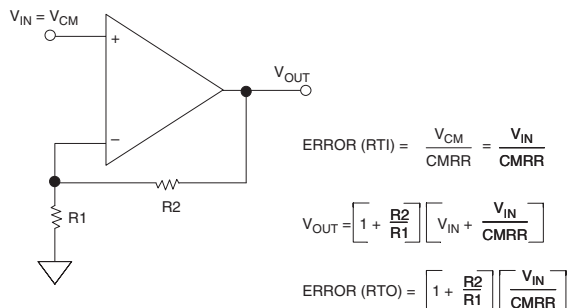 V_IN = V_CM
+
V_OUT
−
R2
R1
ERROR (RTI) = V_CM / CMRR = V_IN / CMRR
V_OUT = [1 + R2 / R1] [V_IN + V_IN / CMRR]
ERROR (RTO) = [1 + R2 / R1] [V_IN / CMRR]